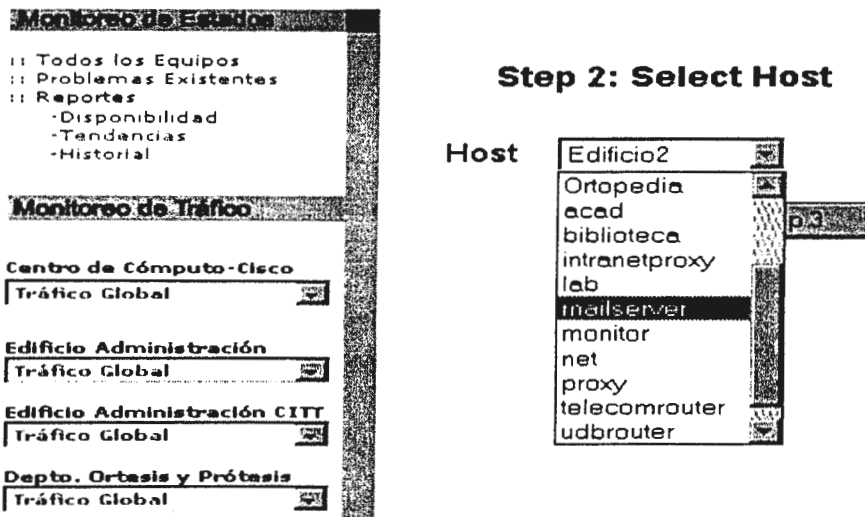 Monitoreo de Estados
:: Todos los Equipos
:: Problemas Existentes
:: Reportes
-Disponibilidad
-Tendencias
-Historial
Monitoreo de Tráfico
Centro de Cómputo-Cisco
Tráfico Global
Edificio Administración
Tráfico Global
Edificio Administración CITT
Tráfico Global
Depto. Ortesis y Prótesis
Tráfico Global
Step 2: Select Host
Host
Edificio2
Ortopedia
acad
biblioteca
intranetproxy
lab
mailserver
monitor
net
proxy
telecomrouter
udbrouter
p 3